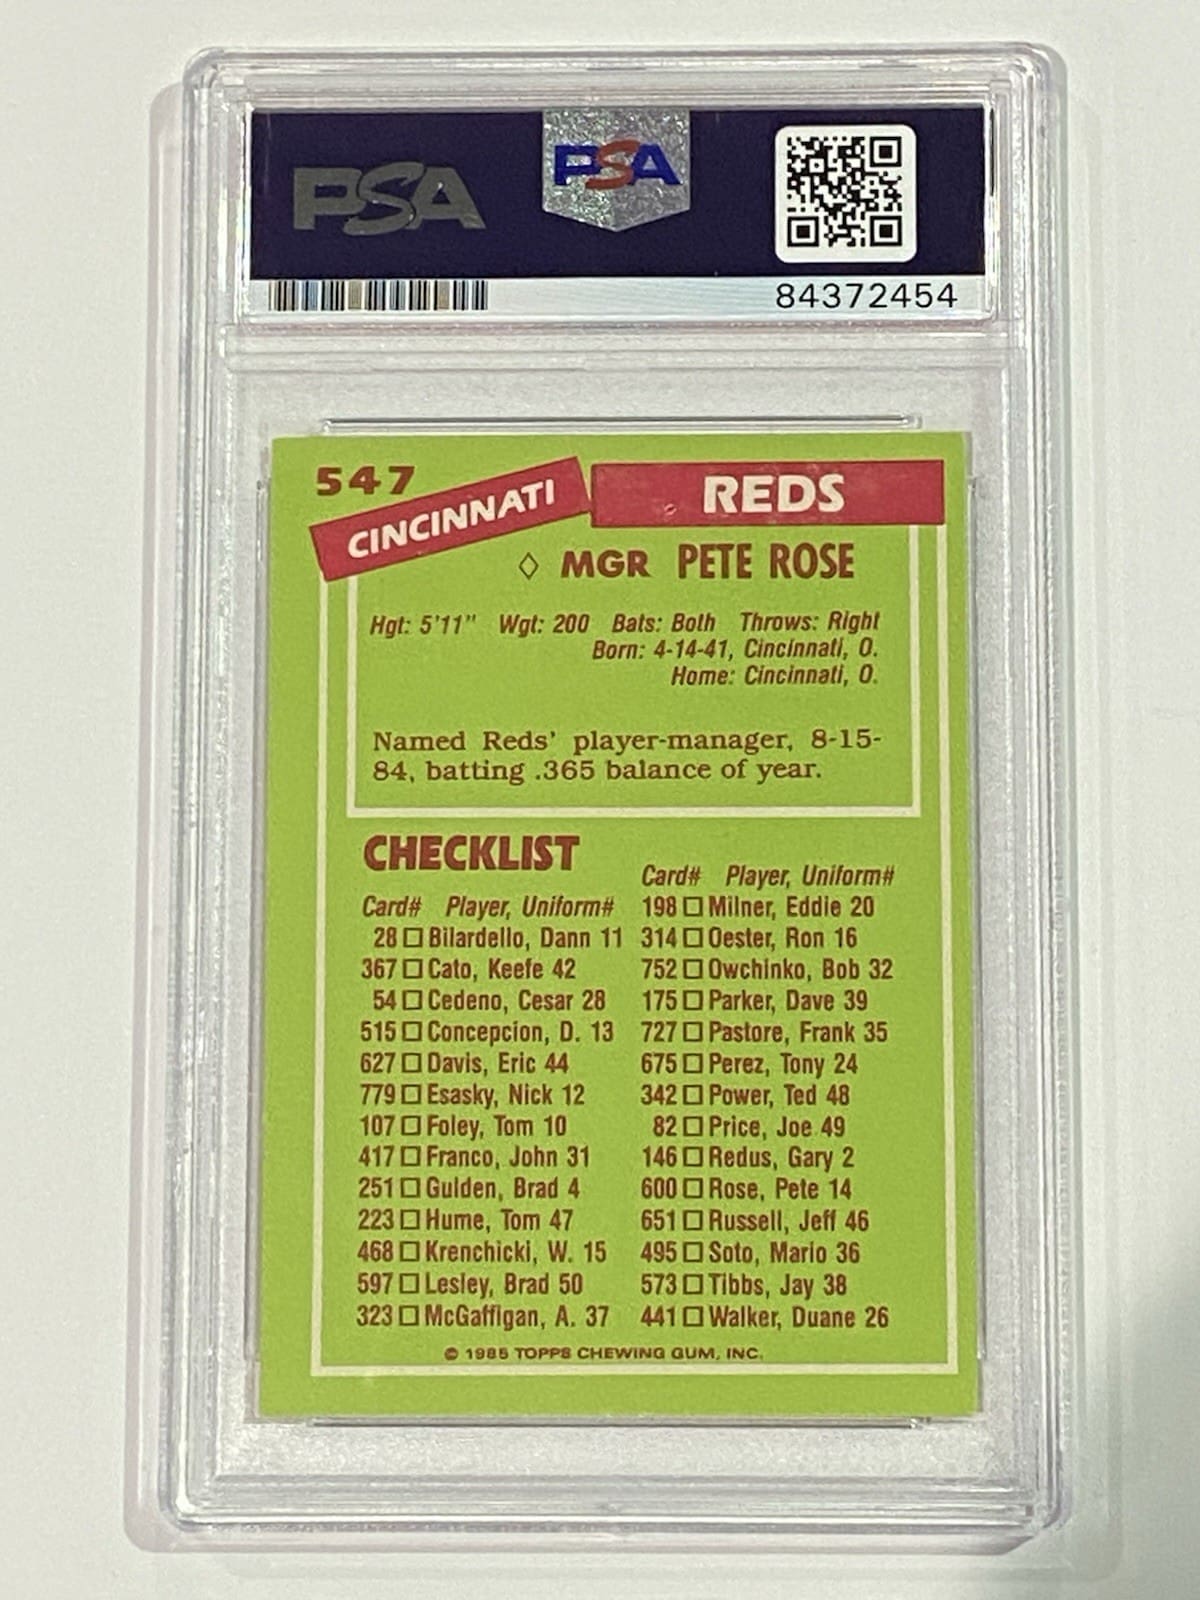 PSA
PSA
84372454
547
CINCINNATI REDS
◇ MGR PETE ROSE
Hgt: 5'11" Wgt: 200 Bats: Both Throws: Right
Born: 4-14-41, Cincinnati, O.
Home: Cincinnati, O.
Named Reds' player-manager, 8-15-
84, batting .365 balance of year.
CHECKLIST
Card# Player, Uniform#
28 □ Bilardello, Dann 11
367 □ Cato, Keefe 42
54 □ Cedeno, Cesar 28
515 □ Concepcion, D. 13
627 □ Davis, Eric 44
779 □ Esasky, Nick 12
107 □ Foley, Tom 10
417 □ Franco, John 31
251 □ Gulden, Brad 4
223 □ Hume, Tom 47
468 □ Krenchicki, W. 15
597 □ Lesley, Brad 50
323 □ McGaffigan, A. 37
Card# Player, Uniform#
198 □ Milner, Eddie 20
314 □ Oester, Ron 16
752 □ Owchinko, Bob 32
175 □ Parker, Dave 39
727 □ Pastore, Frank 35
675 □ Perez, Tony 24
342 □ Power, Ted 48
82 □ Price, Joe 49
146 □ Redus, Gary 2
600 □ Rose, Pete 14
651 □ Russell, Jeff 46
495 □ Soto, Mario 36
573 □ Tibbs, Jay 38
441 □ Walker, Duane 26
© 1985 TOPPS CHEWING GUM, INC.